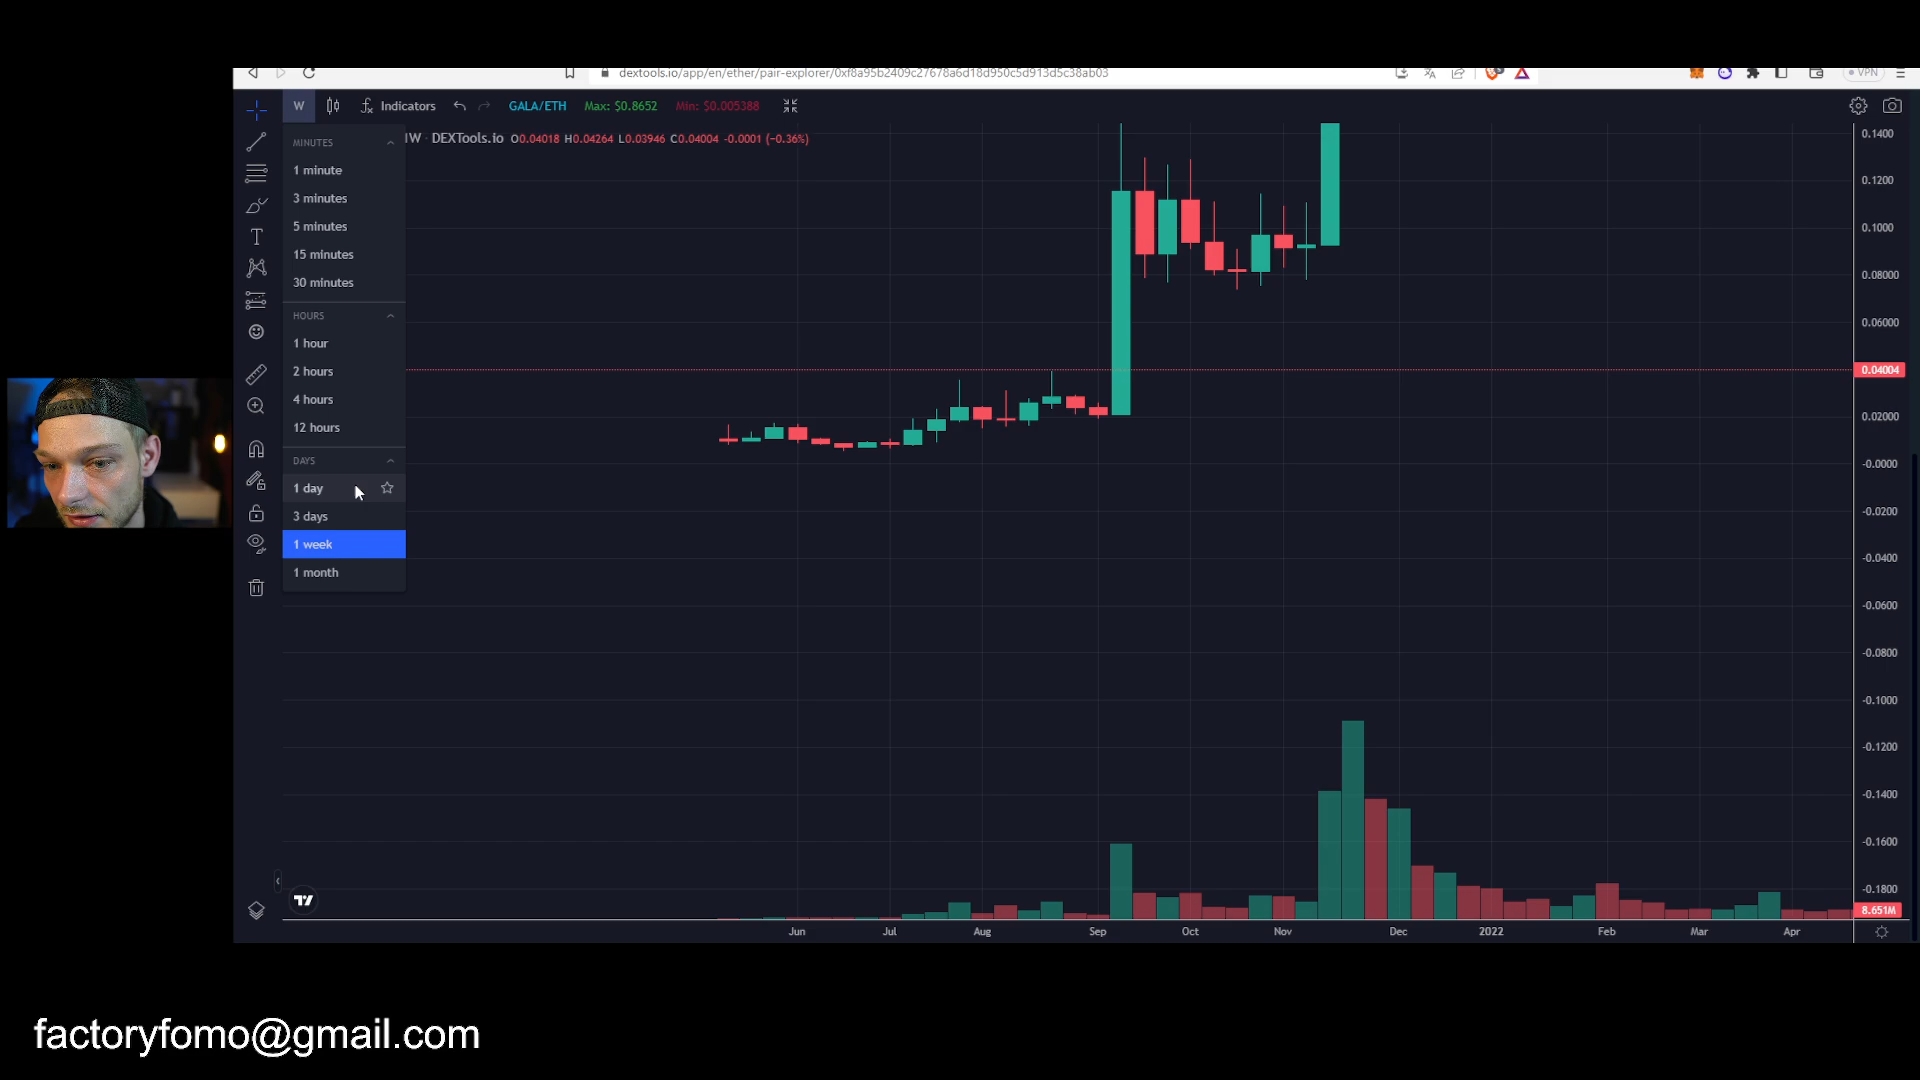 dextools.io/app/en/ether/pair-explorer/0xf8a95b2409c27678a6d18d950c5d913d5c38ab03
VPN
W
Indicators
GALA/ETH
Max: $0.8652
Min: $0.005388
1W · DEXTools.io O0.04018 H0.04264 L0.03946 C0.04004 -0.0001 (−0.36%)
MINUTES
1 minute
3 minutes
5 minutes
15 minutes
30 minutes
HOURS
1 hour
2 hours
4 hours
12 hours
DAYS
1 day
3 days
1 week
1 month
0.1400
0.1200
0.1000
0.08000
0.06000
0.04004
0.02000
-0.0000
-0.0200
-0.0400
-0.0600
-0.0800
-0.1000
-0.1200
-0.1400
-0.1600
-0.1800
8.651M
Jun
Jul
Aug
Sep
Oct
Nov
Dec
2022
Feb
Mar
Apr
factoryfomo@gmail.com